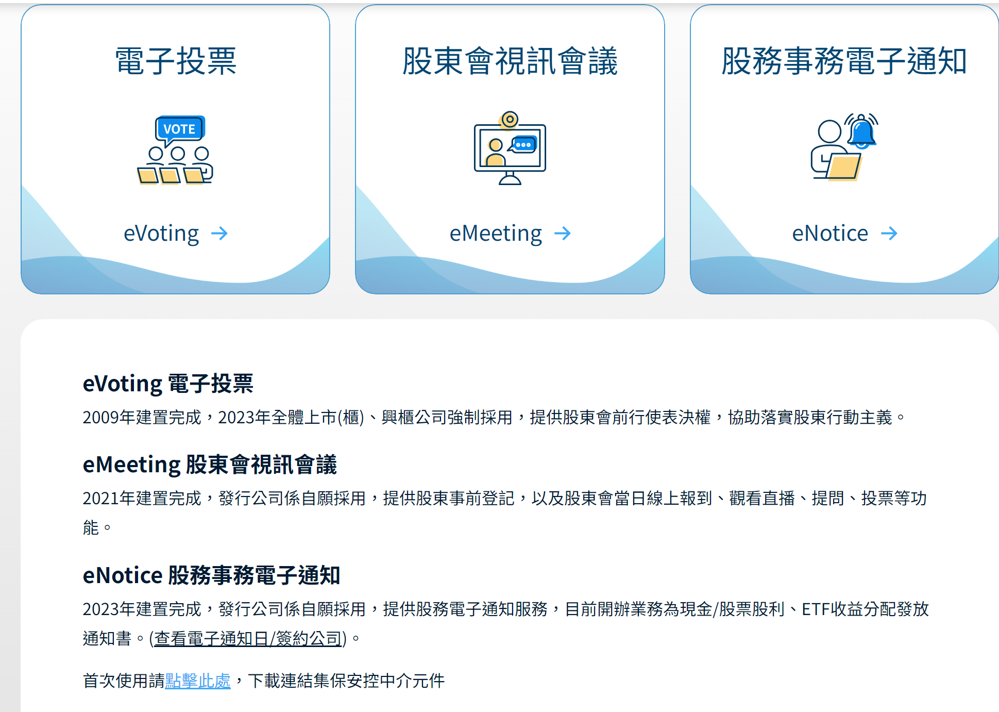 電子投票
VOTE
eVoting →
股東會視訊會議
eMeeting →
股務事務電子通知
eNotice →
eVoting 電子投票
2009年建置完成，2023年全體上市(櫃)、興櫃公司強制採用，提供股東會前行使表決權，協助落實股東行動主義。
eMeeting 股東會視訊會議
2021年建置完成，發行公司係自願採用，提供股東事前登記，以及股東會當日線上報到、觀看直播、提問、投票等功
能。
eNotice 股務事務電子通知
2023年建置完成，發行公司係自願採用，提供股務電子通知服務，目前開辦業務為現金/股票股利、ETF收益分配發放
通知書。(查看電子通知日/簽約公司)。
首次使用請點擊此處，下載連結集保安控中介元件